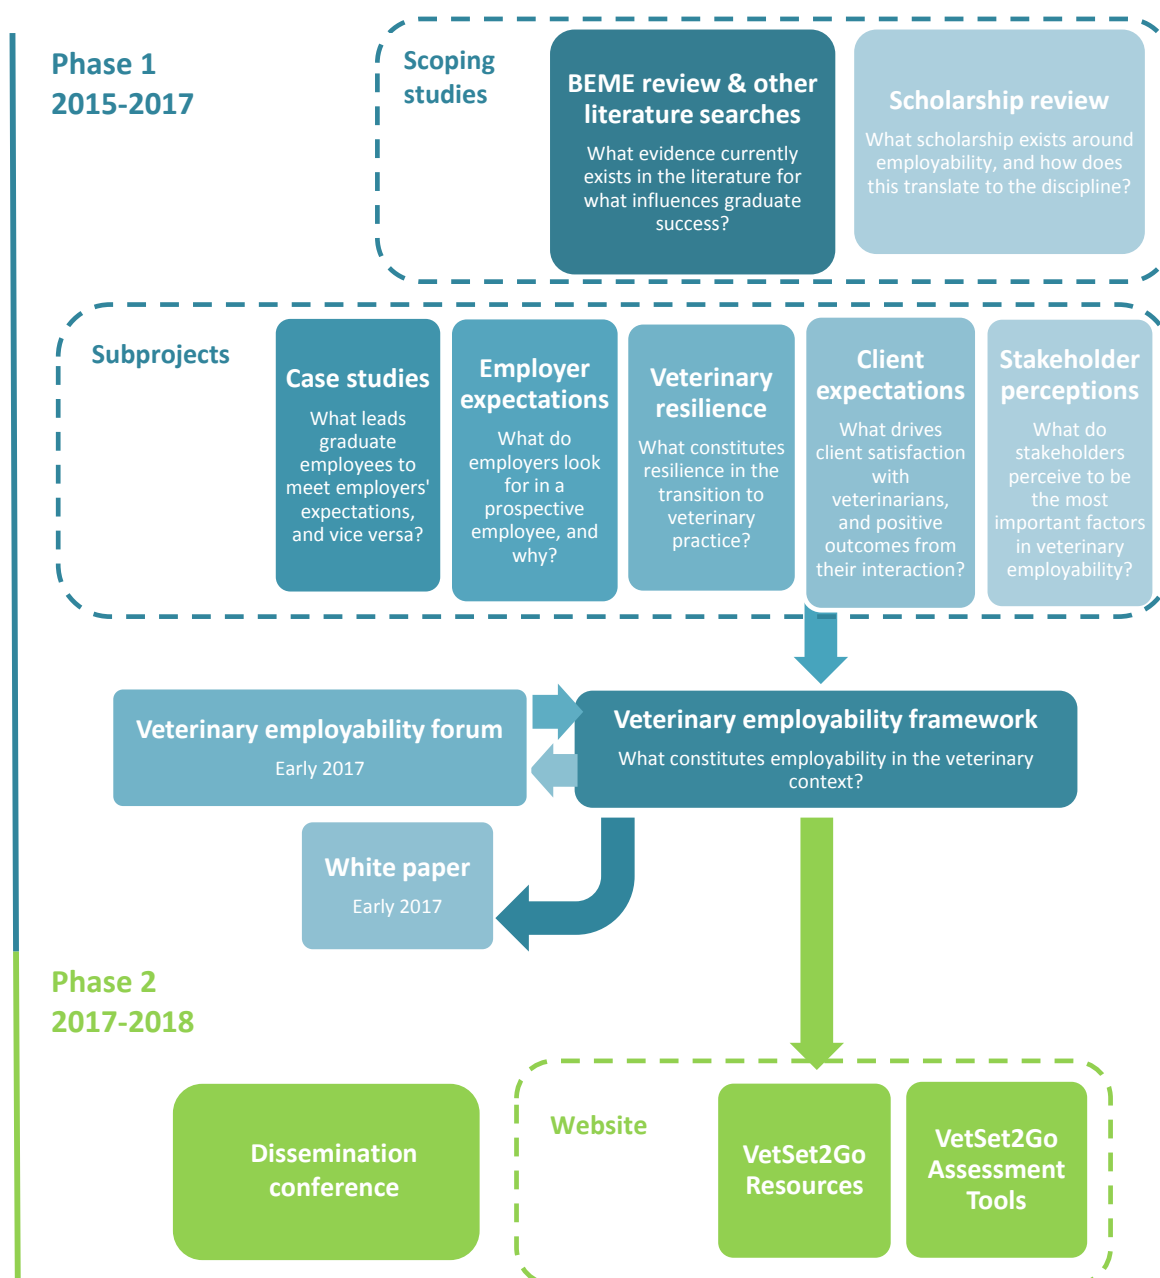 Phase 1
2015-2017
Scoping
studies
BEME review & other
literature searches
What evidence currently
exists in the literature for
what influences graduate
success?
Scholarship review
What scholarship exists around
employability, and how does
this translate to the discipline?
Subprojects
Case studies
What leads
graduate
employees to
meet employers'
expectations,
and vice versa?
Employer
expectations
What do
employers look
for in a
prospective
employee, and
why?
Veterinary
resilience
What constitutes
resilience in the
transition to
veterinary
practice?
Client
expectations
What drives
client satisfaction
with
veterinarians,
and positive
outcomes from
their interaction?
Stakeholder
perceptions
What do
stakeholders
perceive to be
the most
important factors
in veterinary
employability?
Veterinary employability forum
Early 2017
Veterinary employability framework
What constitutes employability in the veterinary
context?
White paper
Early 2017
Phase 2
2017-2018
Dissemination
conference
Website
VetSet2Go
Resources
VetSet2Go
Assessment
Tools